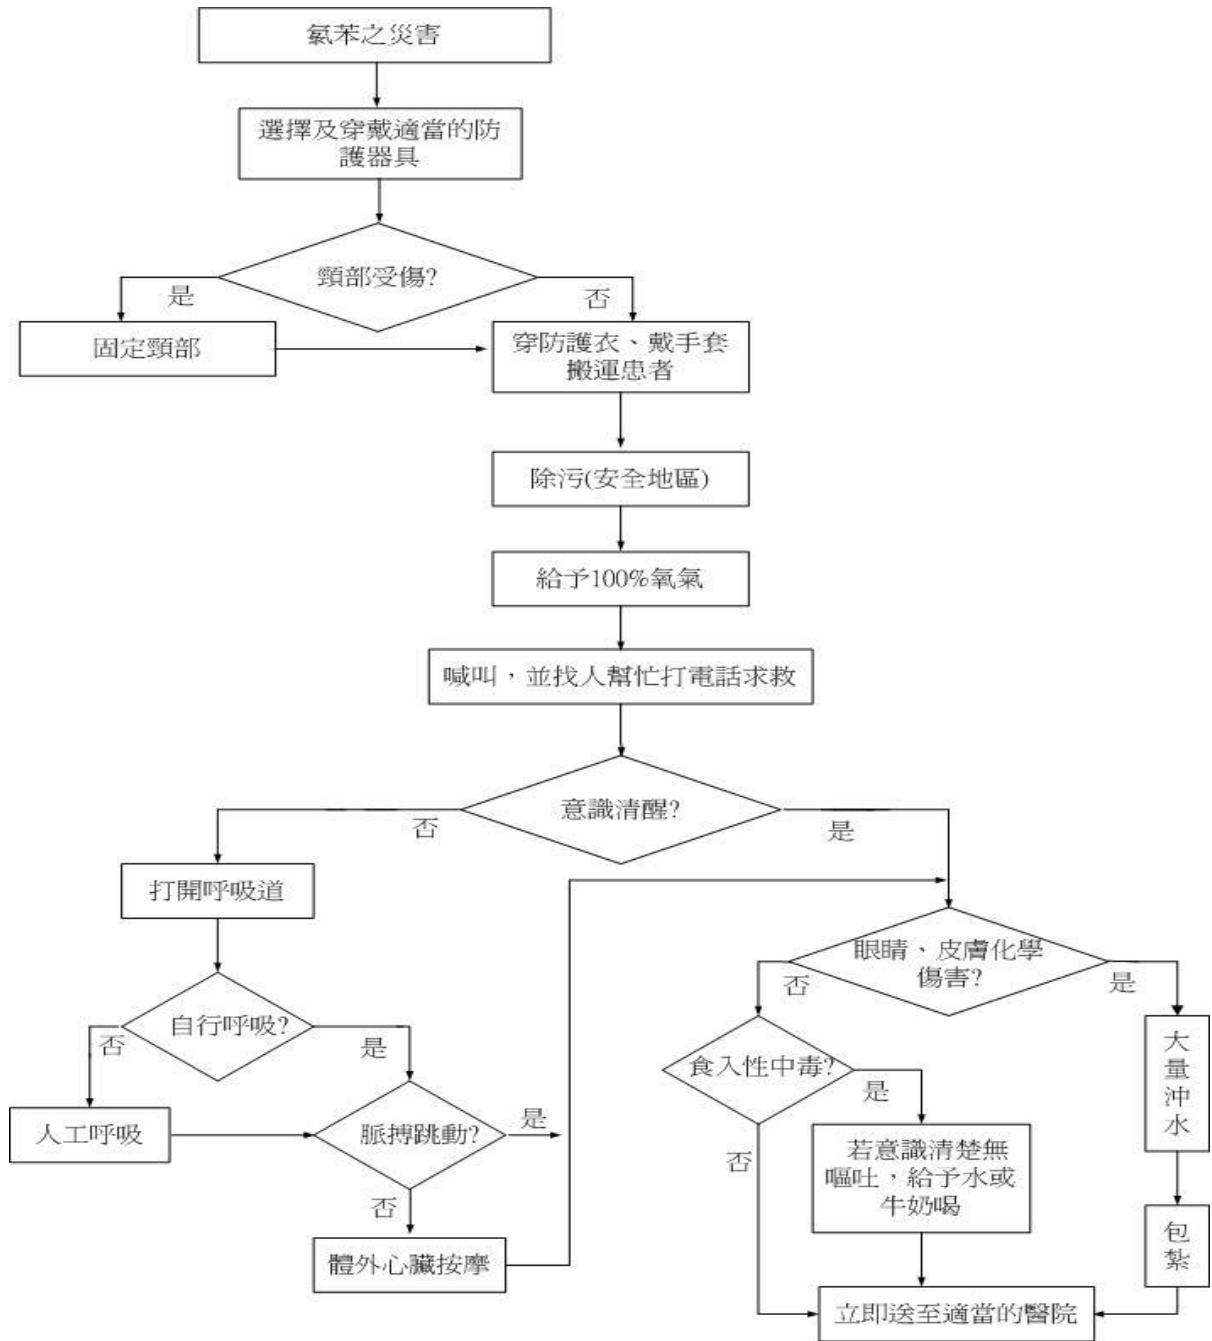 氯苯之災害
選擇及穿戴適當的防
護器具
頸部受傷?
是
否
固定頸部
穿防護衣、戴手套
搬運患者
除污(安全地區)
給予100%氧氣
喊叫，並找人幫忙打電話求救
意識清醒?
否
是
打開呼吸道
眼睛、皮膚化學
傷害?
否
是
自行呼吸?
否
是
食入性中毒?
是
否
大
量
沖
水
人工呼吸
脈搏跳動?
是
否
若意識清楚無
嘔吐，給予水或
牛奶喝
體外心臟按摩
包
紮
立即送至適當的醫院